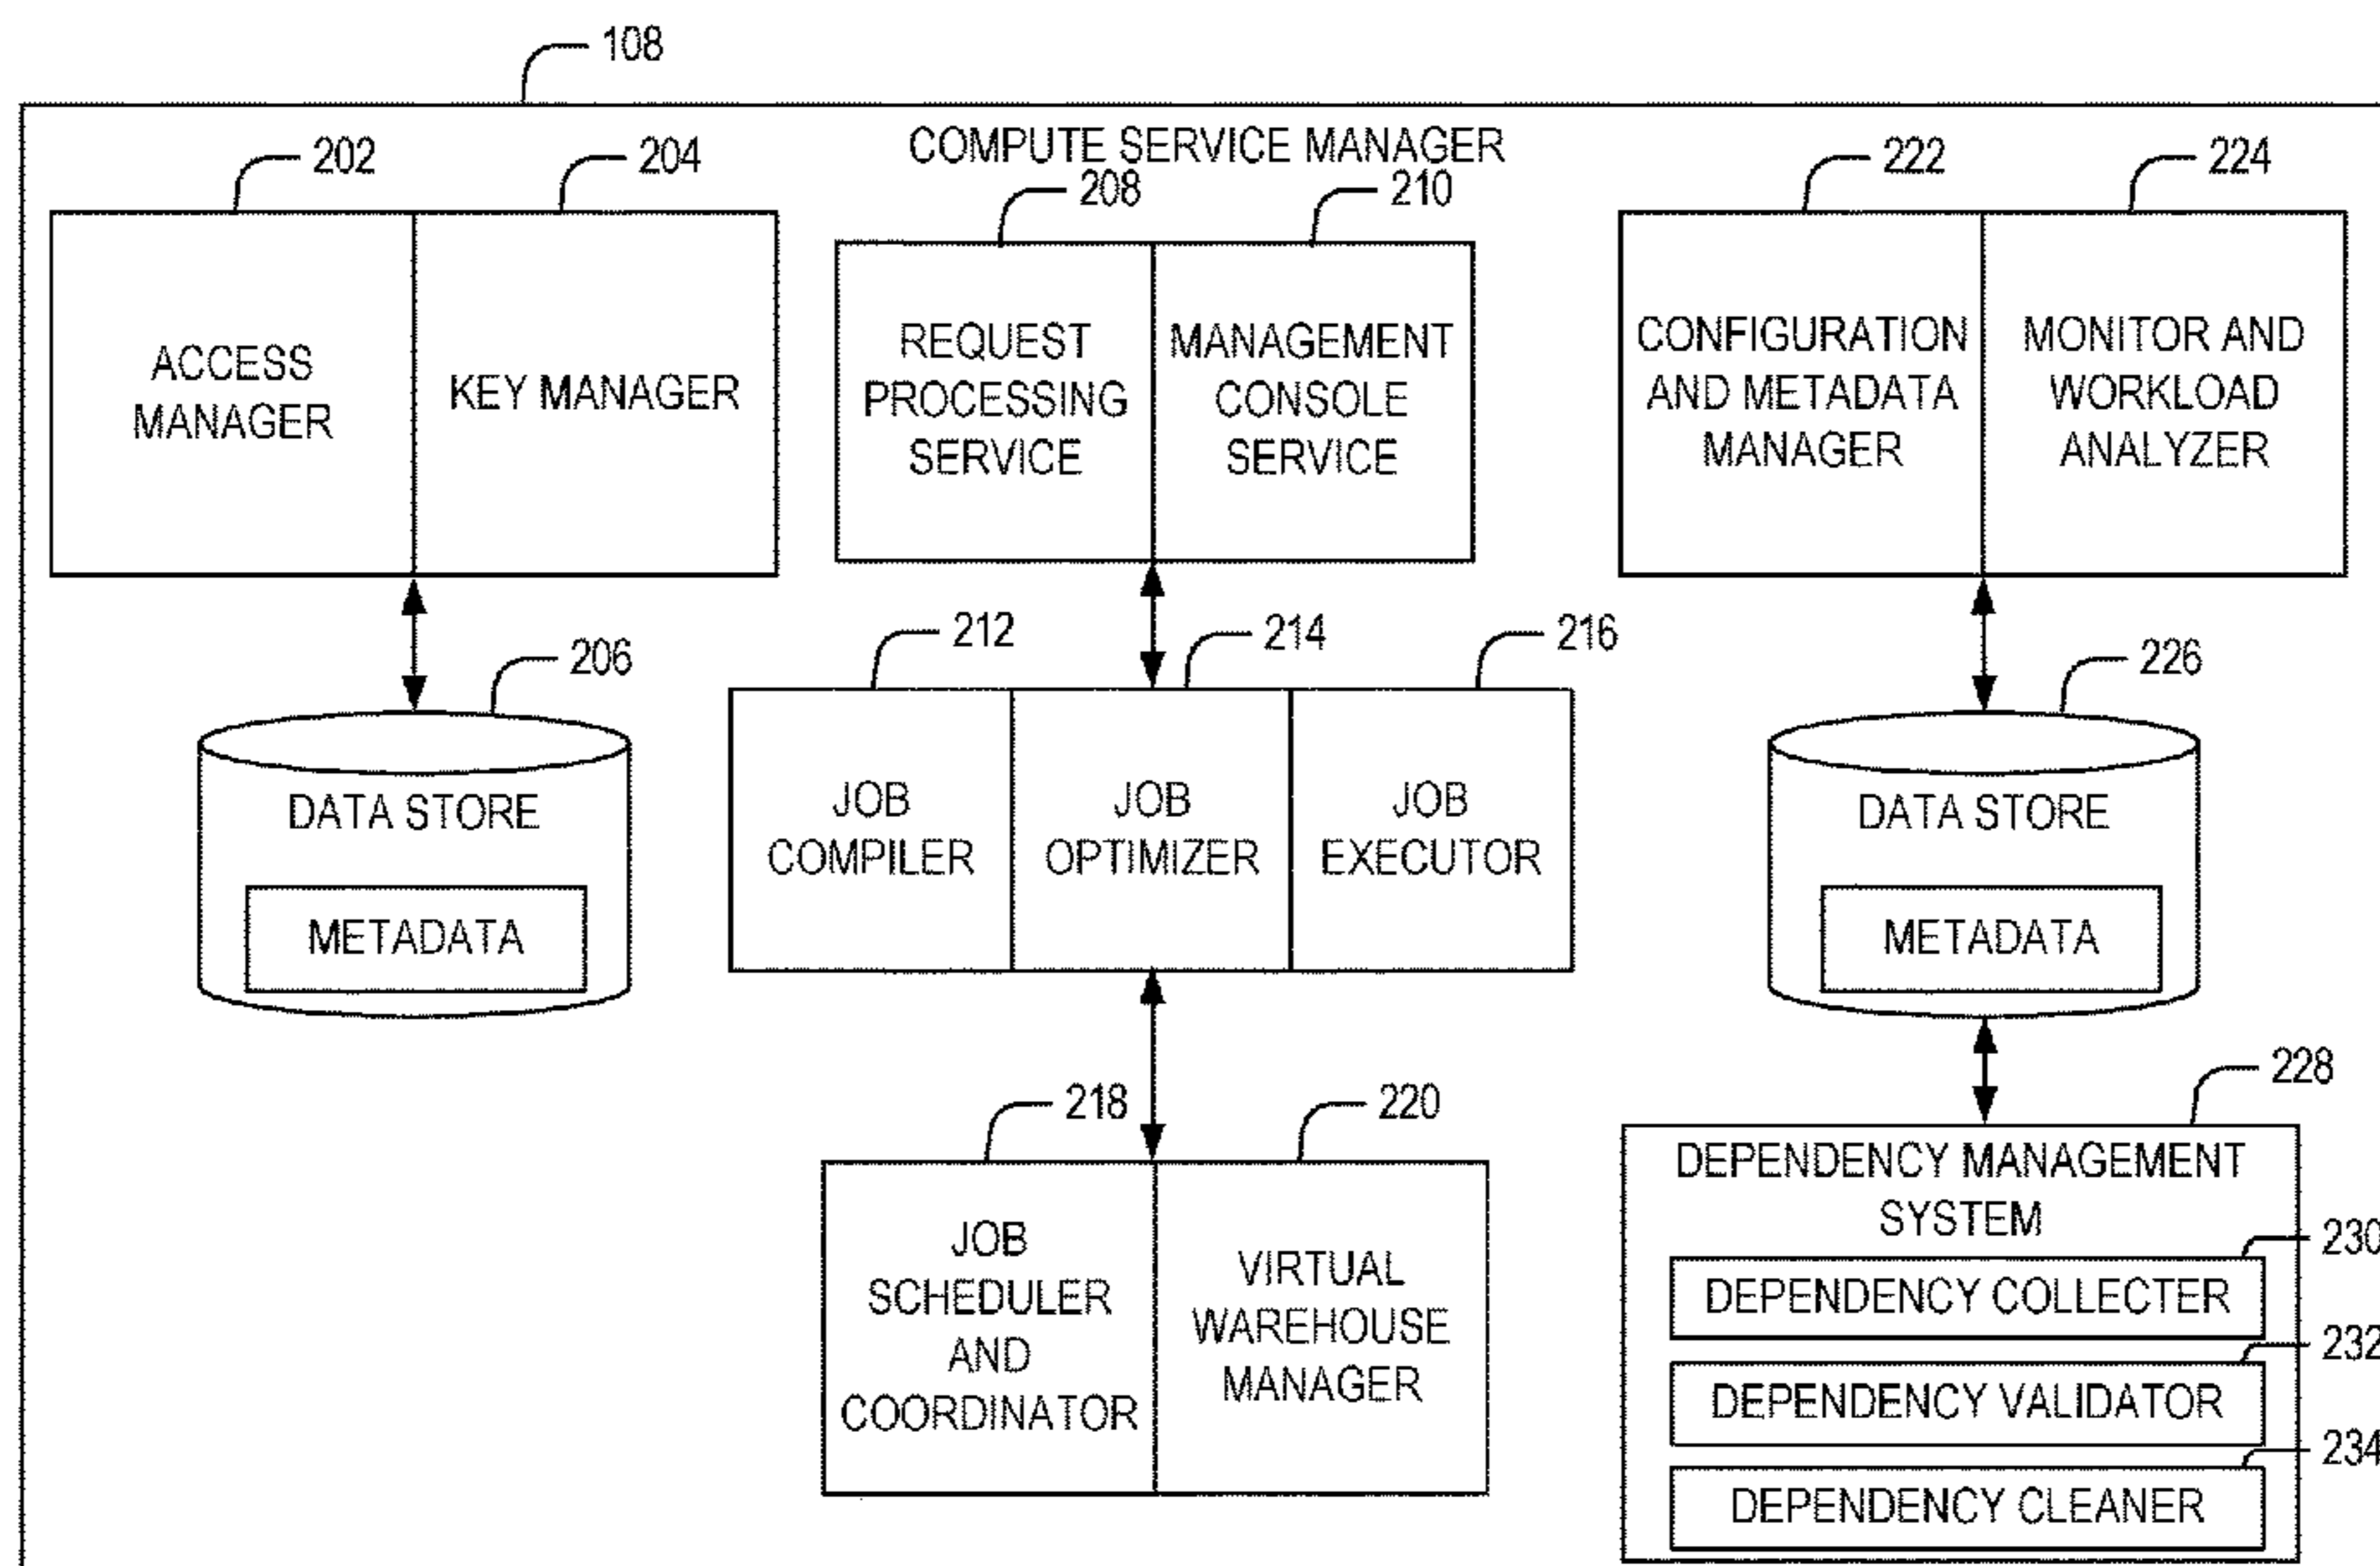 108
COMPUTE SERVICE MANAGER
202
204
208
210
222
224
ACCESS
MANAGER
KEY MANAGER
REQUEST
PROCESSING
SERVICE
MANAGEMENT
CONSOLE
SERVICE
CONFIGURATION
AND METADATA
MANAGER
MONITOR AND
WORKLOAD
ANALYZER
206
DATA STORE
METADATA
212
214
216
JOB
COMPILER
JOB
OPTIMIZER
JOB
EXECUTOR
226
DATA STORE
METADATA
218
220
JOB
SCHEDULER
AND
COORDINATOR
VIRTUAL
WAREHOUSE
MANAGER
228
DEPENDENCY MANAGEMENT
SYSTEM
230
DEPENDENCY COLLECTER
232
DEPENDENCY VALIDATOR
234
DEPENDENCY CLEANER